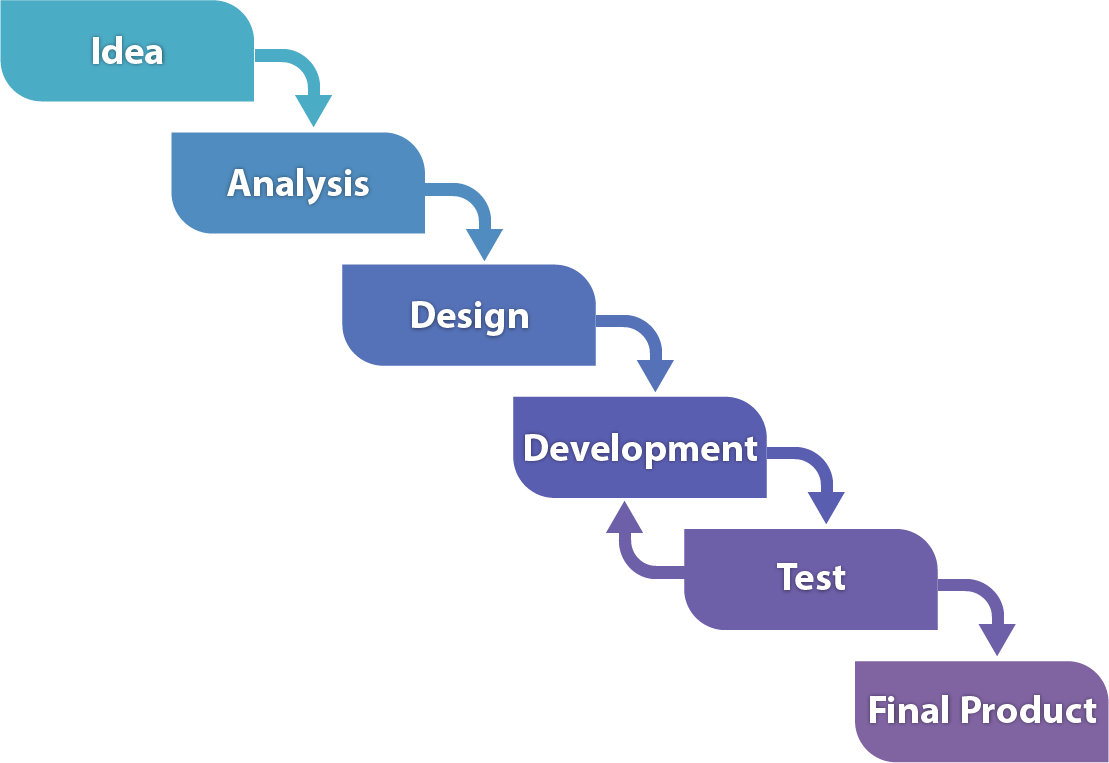 Idea
Analysis
Design
Development
Test
Final Product